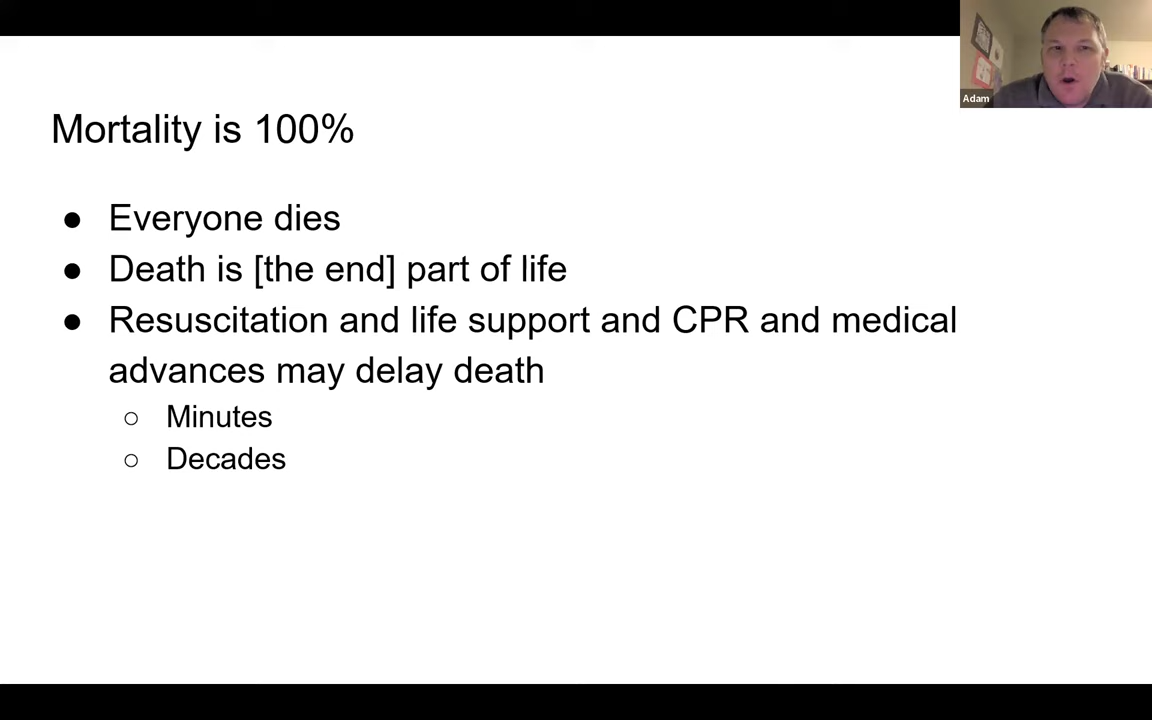 Mortality is 100%
● Everyone dies
● Death is [the end] part of life
● Resuscitation and life support and CPR and medical
advances may delay death
○ Minutes
○ Decades
Adam